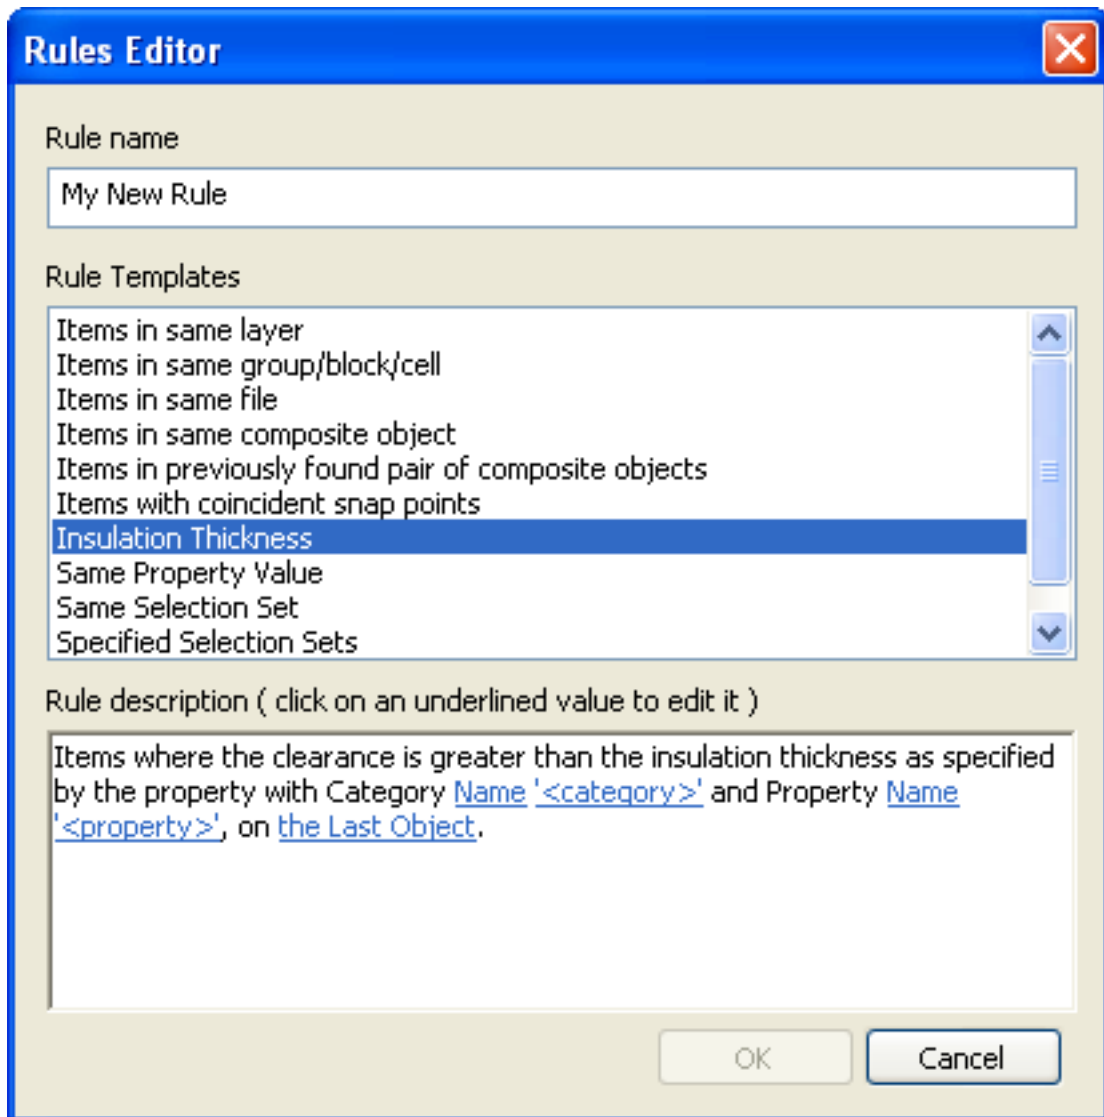 Rules Editor
Rule name
My New Rule
Rule Templates
Items in same layer
Items in same group/block/cell
Items in same file
Items in same composite object
Items in previously found pair of composite objects
Items with coincident snap points
Insulation Thickness
Same Property Value
Same Selection Set
Specified Selection Sets
Rule description ( click on an underlined value to edit it )
Items where the clearance is greater than the insulation thickness as specified
by the property with Category Name '<category>' and Property Name
'<property>', on the Last Object.
OK
Cancel